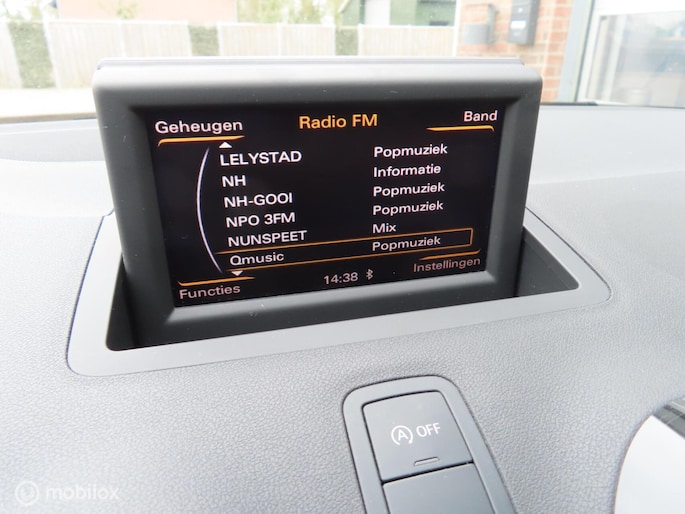 Geheugen Radio FM Band
LELYSTAD Popmuziek
NH Informatie
NH-GOOI Popmuziek
NPO 3FM Popmuziek
NUNSPEET Mix
Qmusic Popmuziek
Functies 14:38 Instellingen
A OFF
mobilox